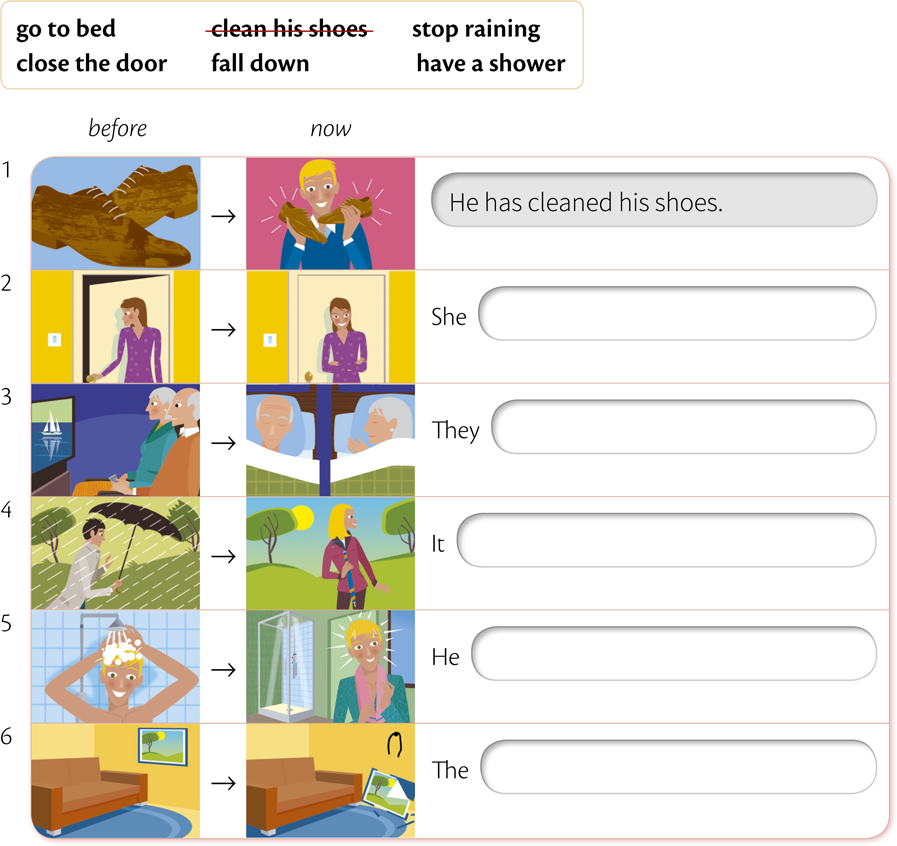 go to bed clean his shoes stop raining
close the door fall down have a shower
before now
1 He has cleaned his shoes.
2 She
3 They
4 It
5 He
6 The